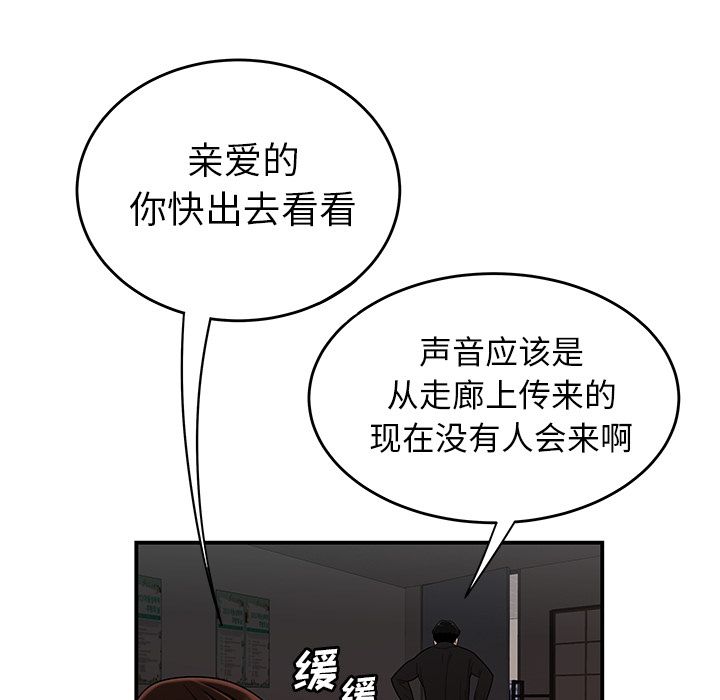 亲爱的
你快出去看看
声音应该是
从走廊上传来的
现在没有人会来啊
缓
缓